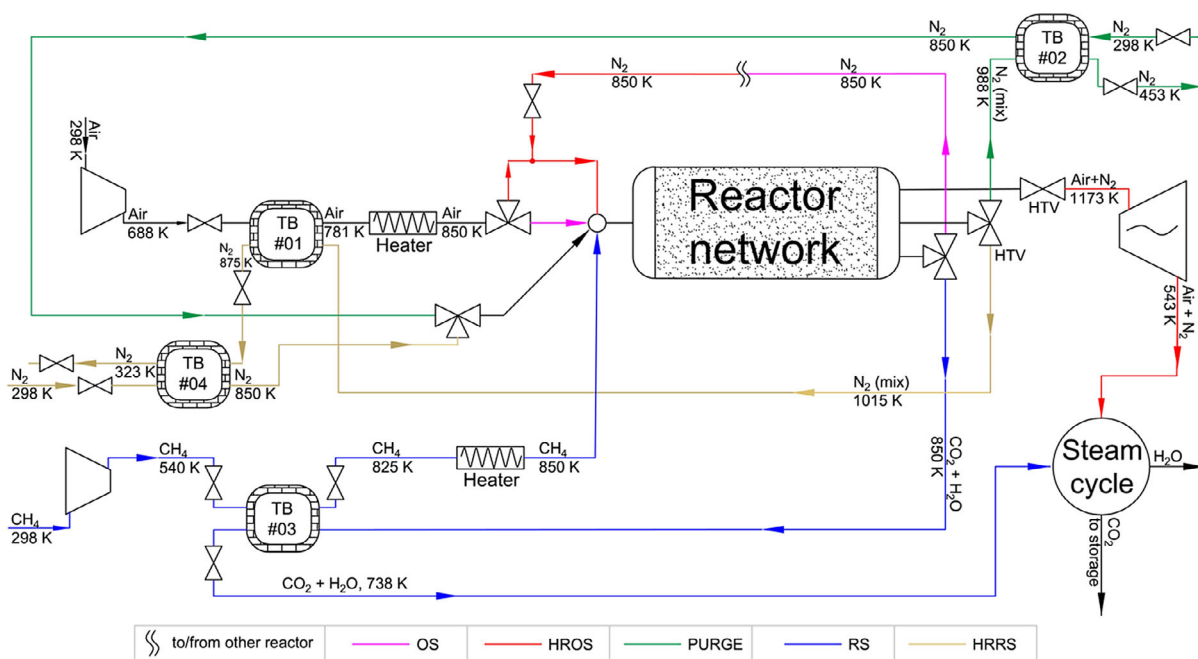 N₂
850 K
N₂
298 K
TB
#02
N₂
850 K
N₂
850 K
N₂ (mix)
988 K
N₂
453 K
Air
298 K
Reactor
network
Air+N₂
1173 K
HTV
Air
688 K
TB
#01
Air
781 K
Heater
Air
850 K
HTV
N₂
875 K
Air + N₂
543 K
N₂
323 K
TB
#04
N₂
298 K
N₂
850 K
N₂ (mix)
1015 K
CH₄
540 K
CH₄
825 K
Heater
CH₄
850 K
CO₂ + H₂O
850 K
Steam
cycle
H₂O
CH₄
298 K
TB
#03
CO₂
to storage
CO₂ + H₂O, 738 K
to/from other reactor
OS
HROS
PURGE
RS
HRRS